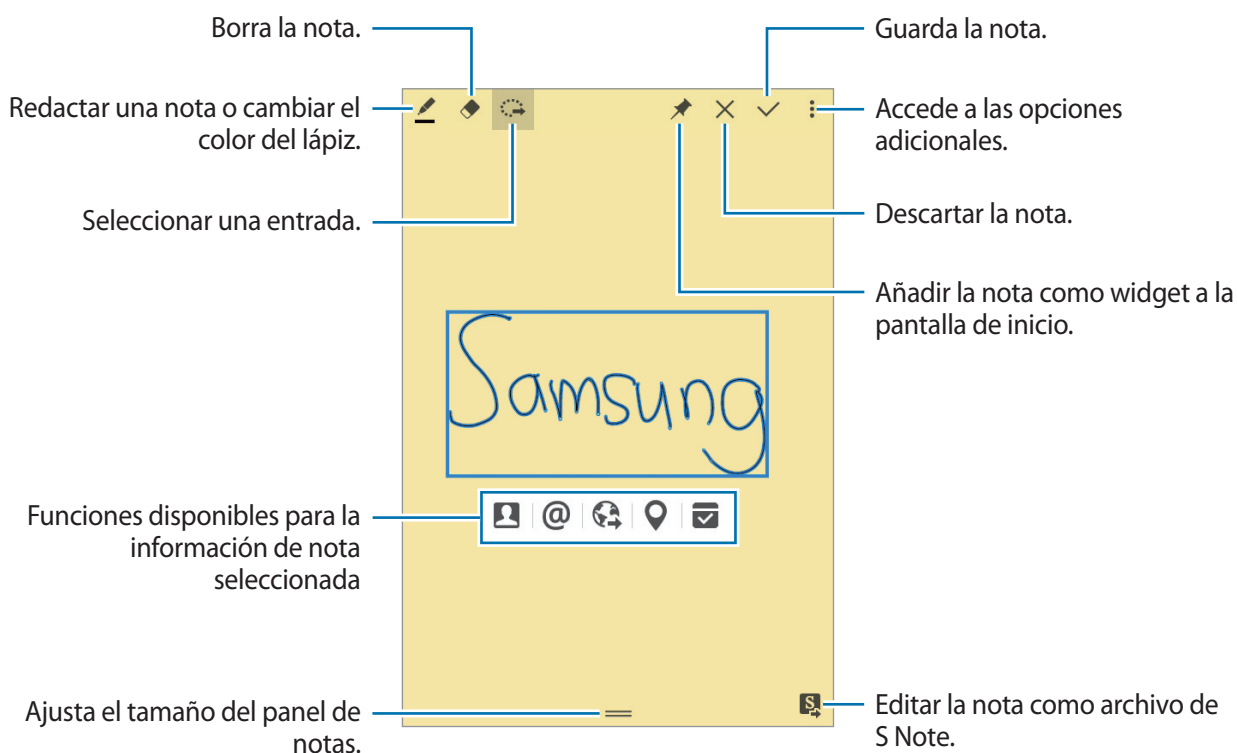 Borra la nota.
Guarda la nota.
Redactar una nota o cambiar el
color del lápiz.
Accede a las opciones
adicionales.
Seleccionar una entrada.
Descartar la nota.
Añadir la nota como widget a la
pantalla de inicio.
Samsung
Funciones disponibles para la
información de nota
seleccionada
@
Ajusta el tamaño del panel de
notas.
S
Editar la nota como archivo de
S Note.